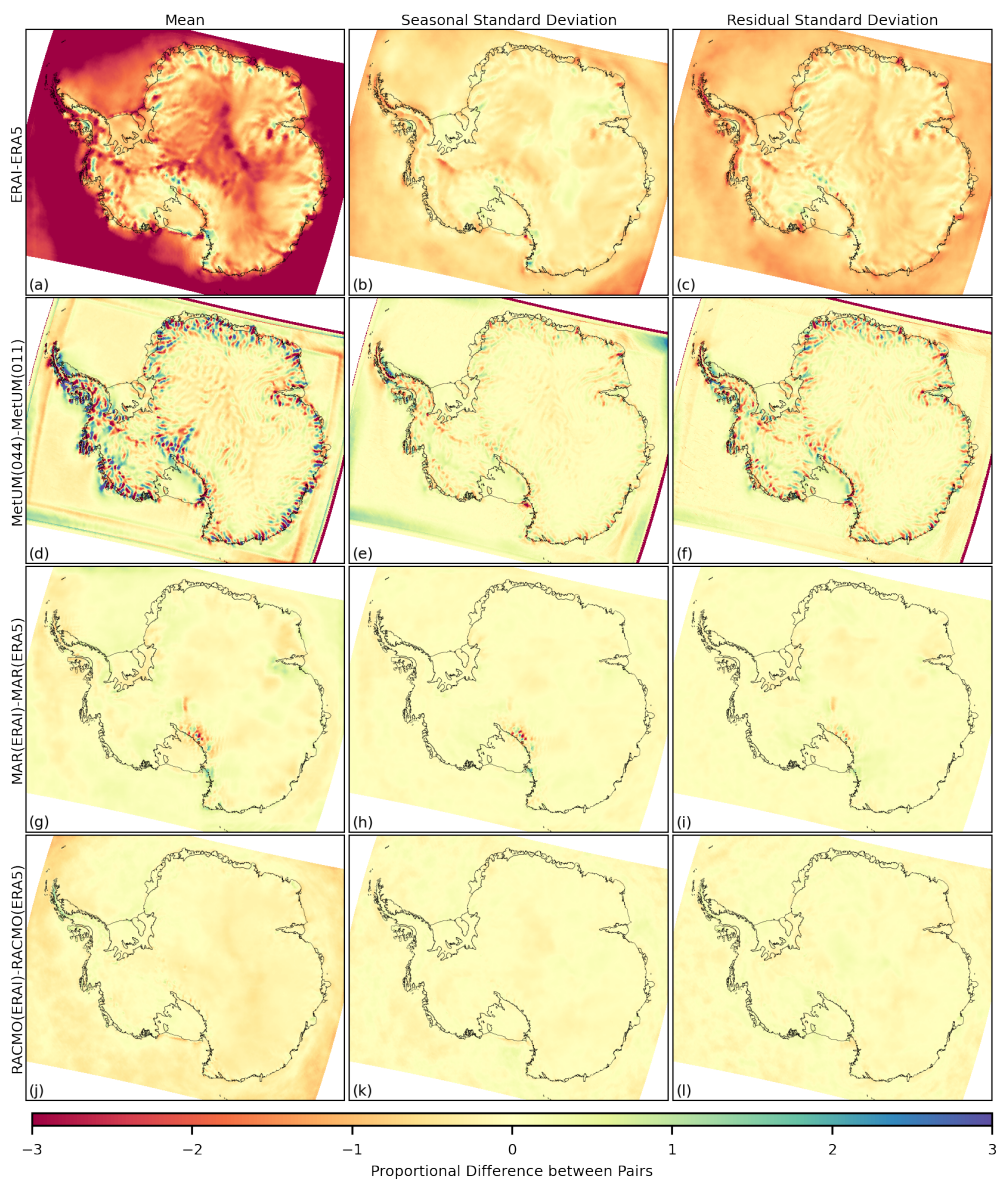 Mean
Seasonal Standard Deviation
Residual Standard Deviation
ERAI-ERA5
(a)
(b)
(c)
MetUM(044)-MetUM(011)
(d)
(e)
(f)
MAR(ERAI)-MAR(ERA5)
(g)
(h)
(i)
RACMO(ERAI)-RACMO(ERA5)
(j)
(k)
(l)
−3
−2
−1
0
1
2
3
Proportional Difference between Pairs